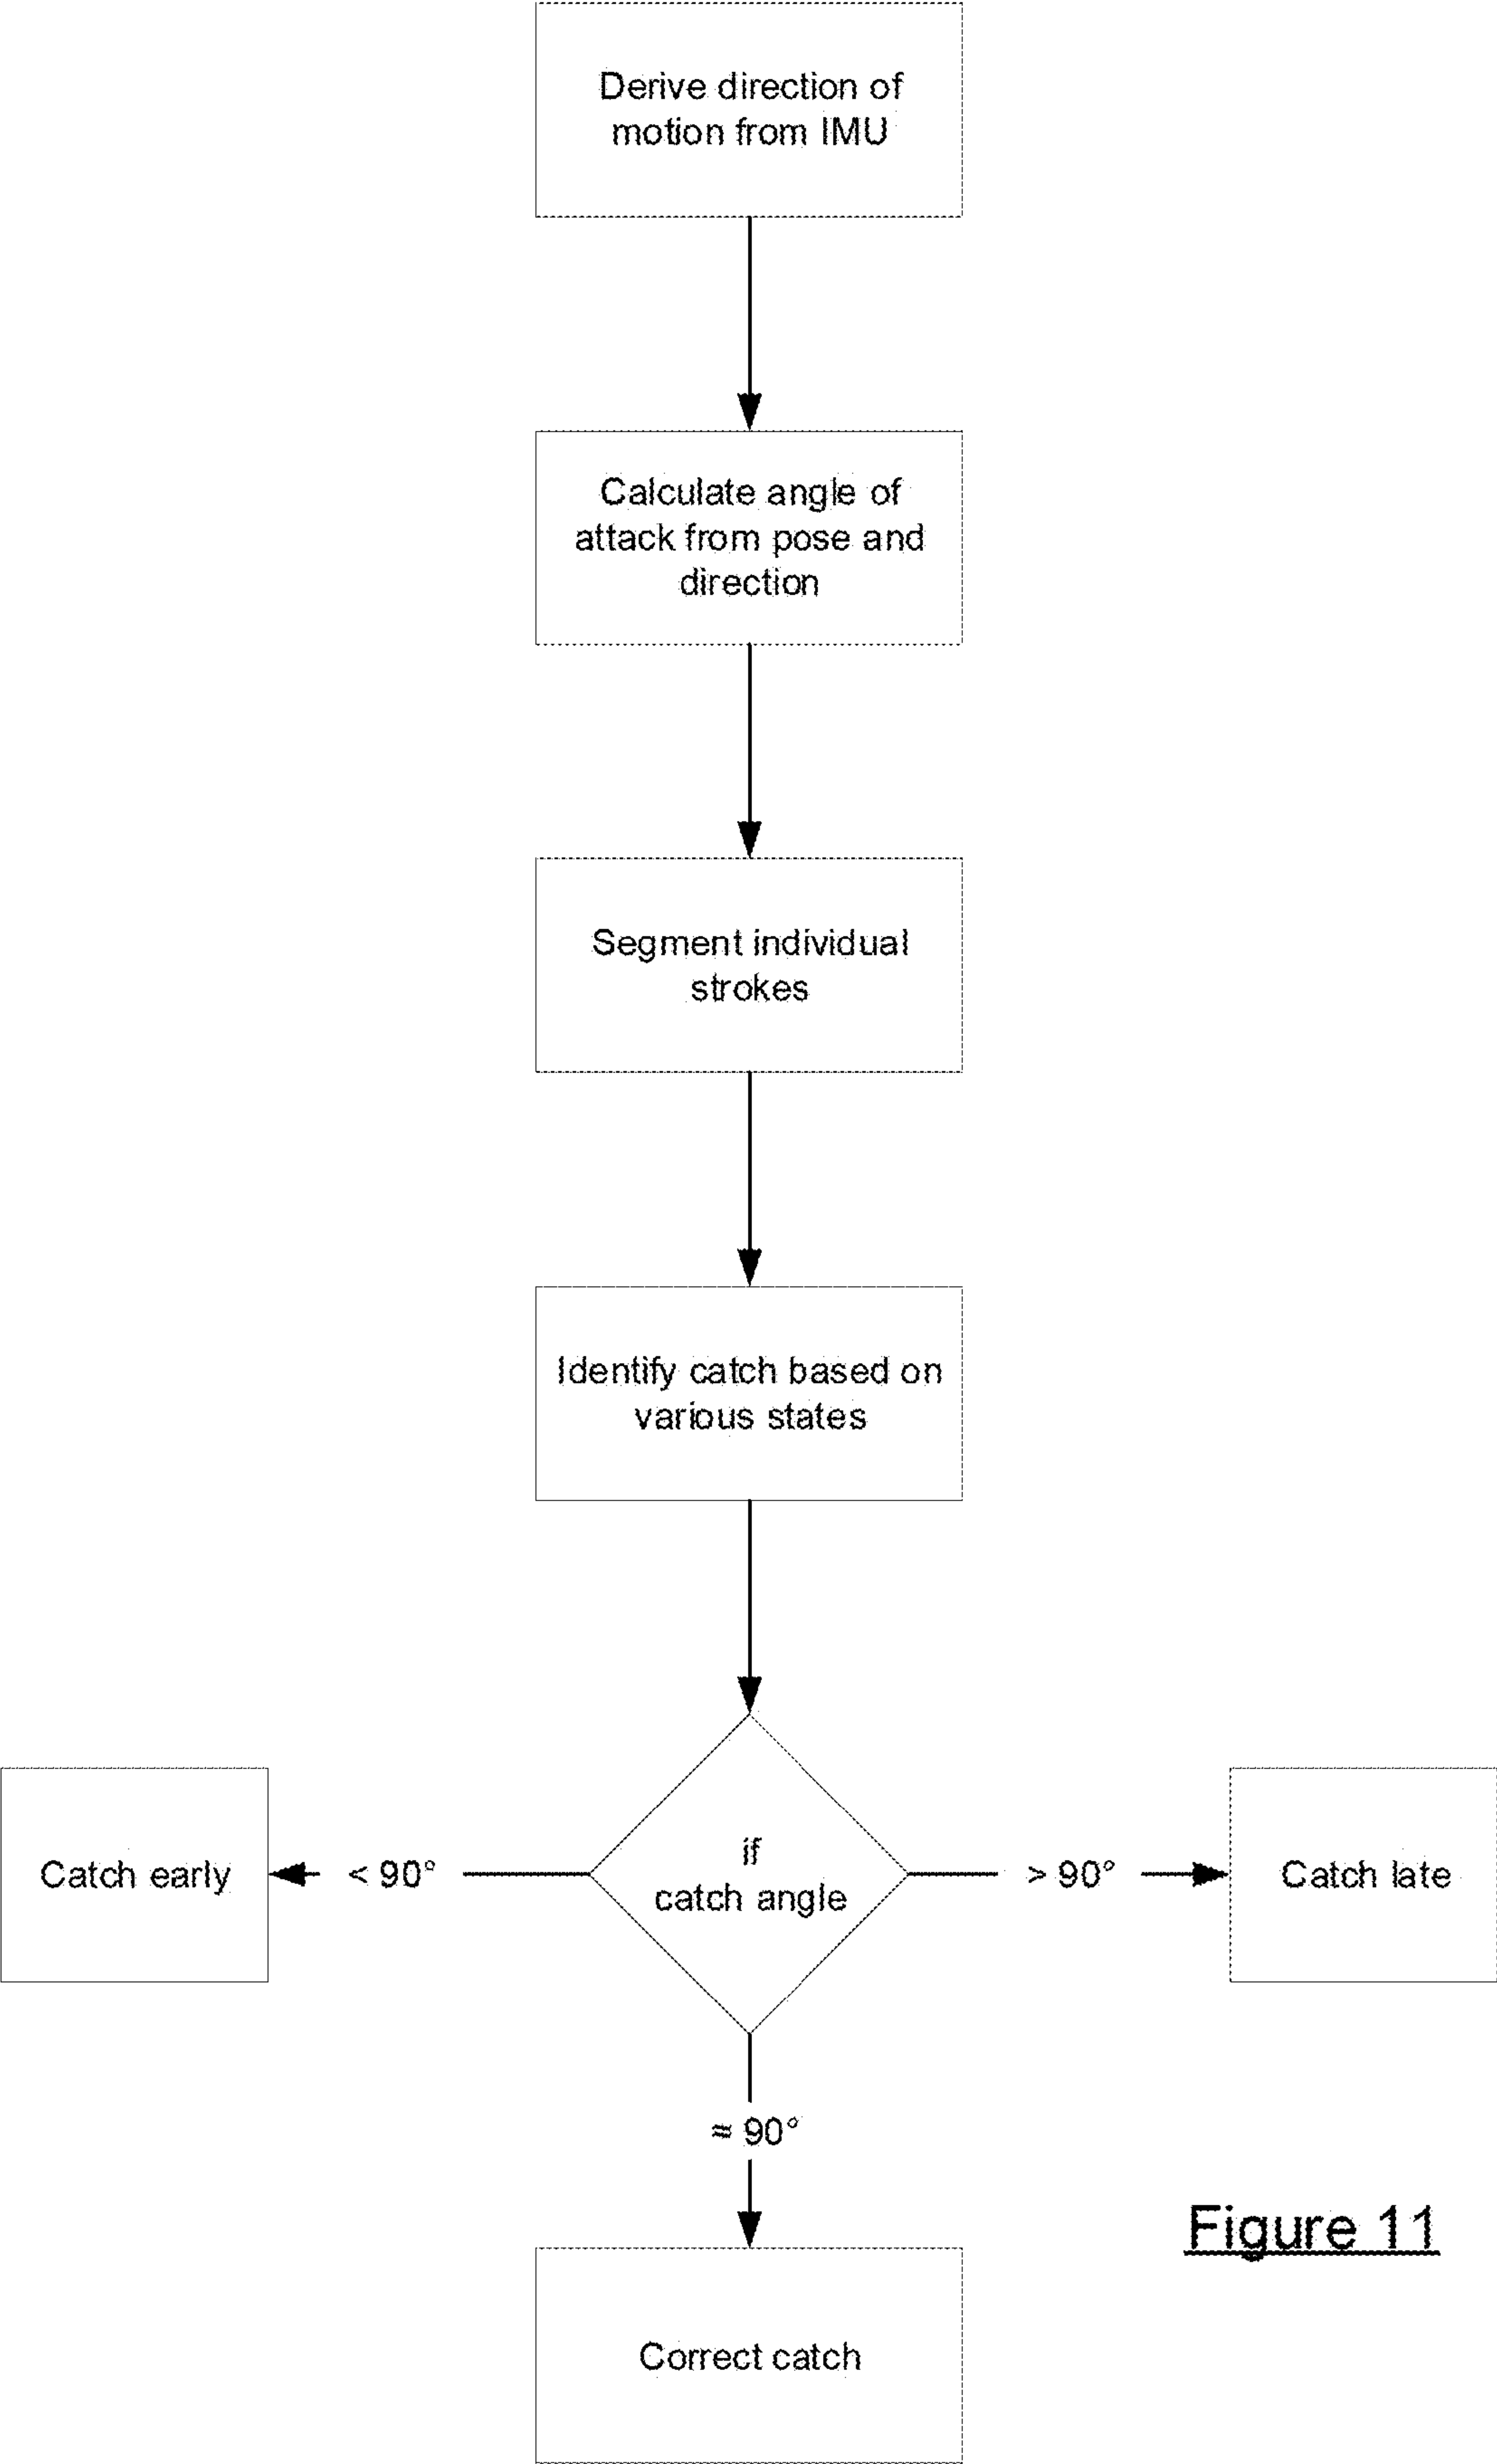 Derive direction of
motion from IMU
Calculate angle of
attack from pose and
direction
Segment individual
strokes
Identify catch based on
various states
if
catch angle
< 90°
Catch early
> 90°
Catch late
≈ 90°
Correct catch
Figure 11